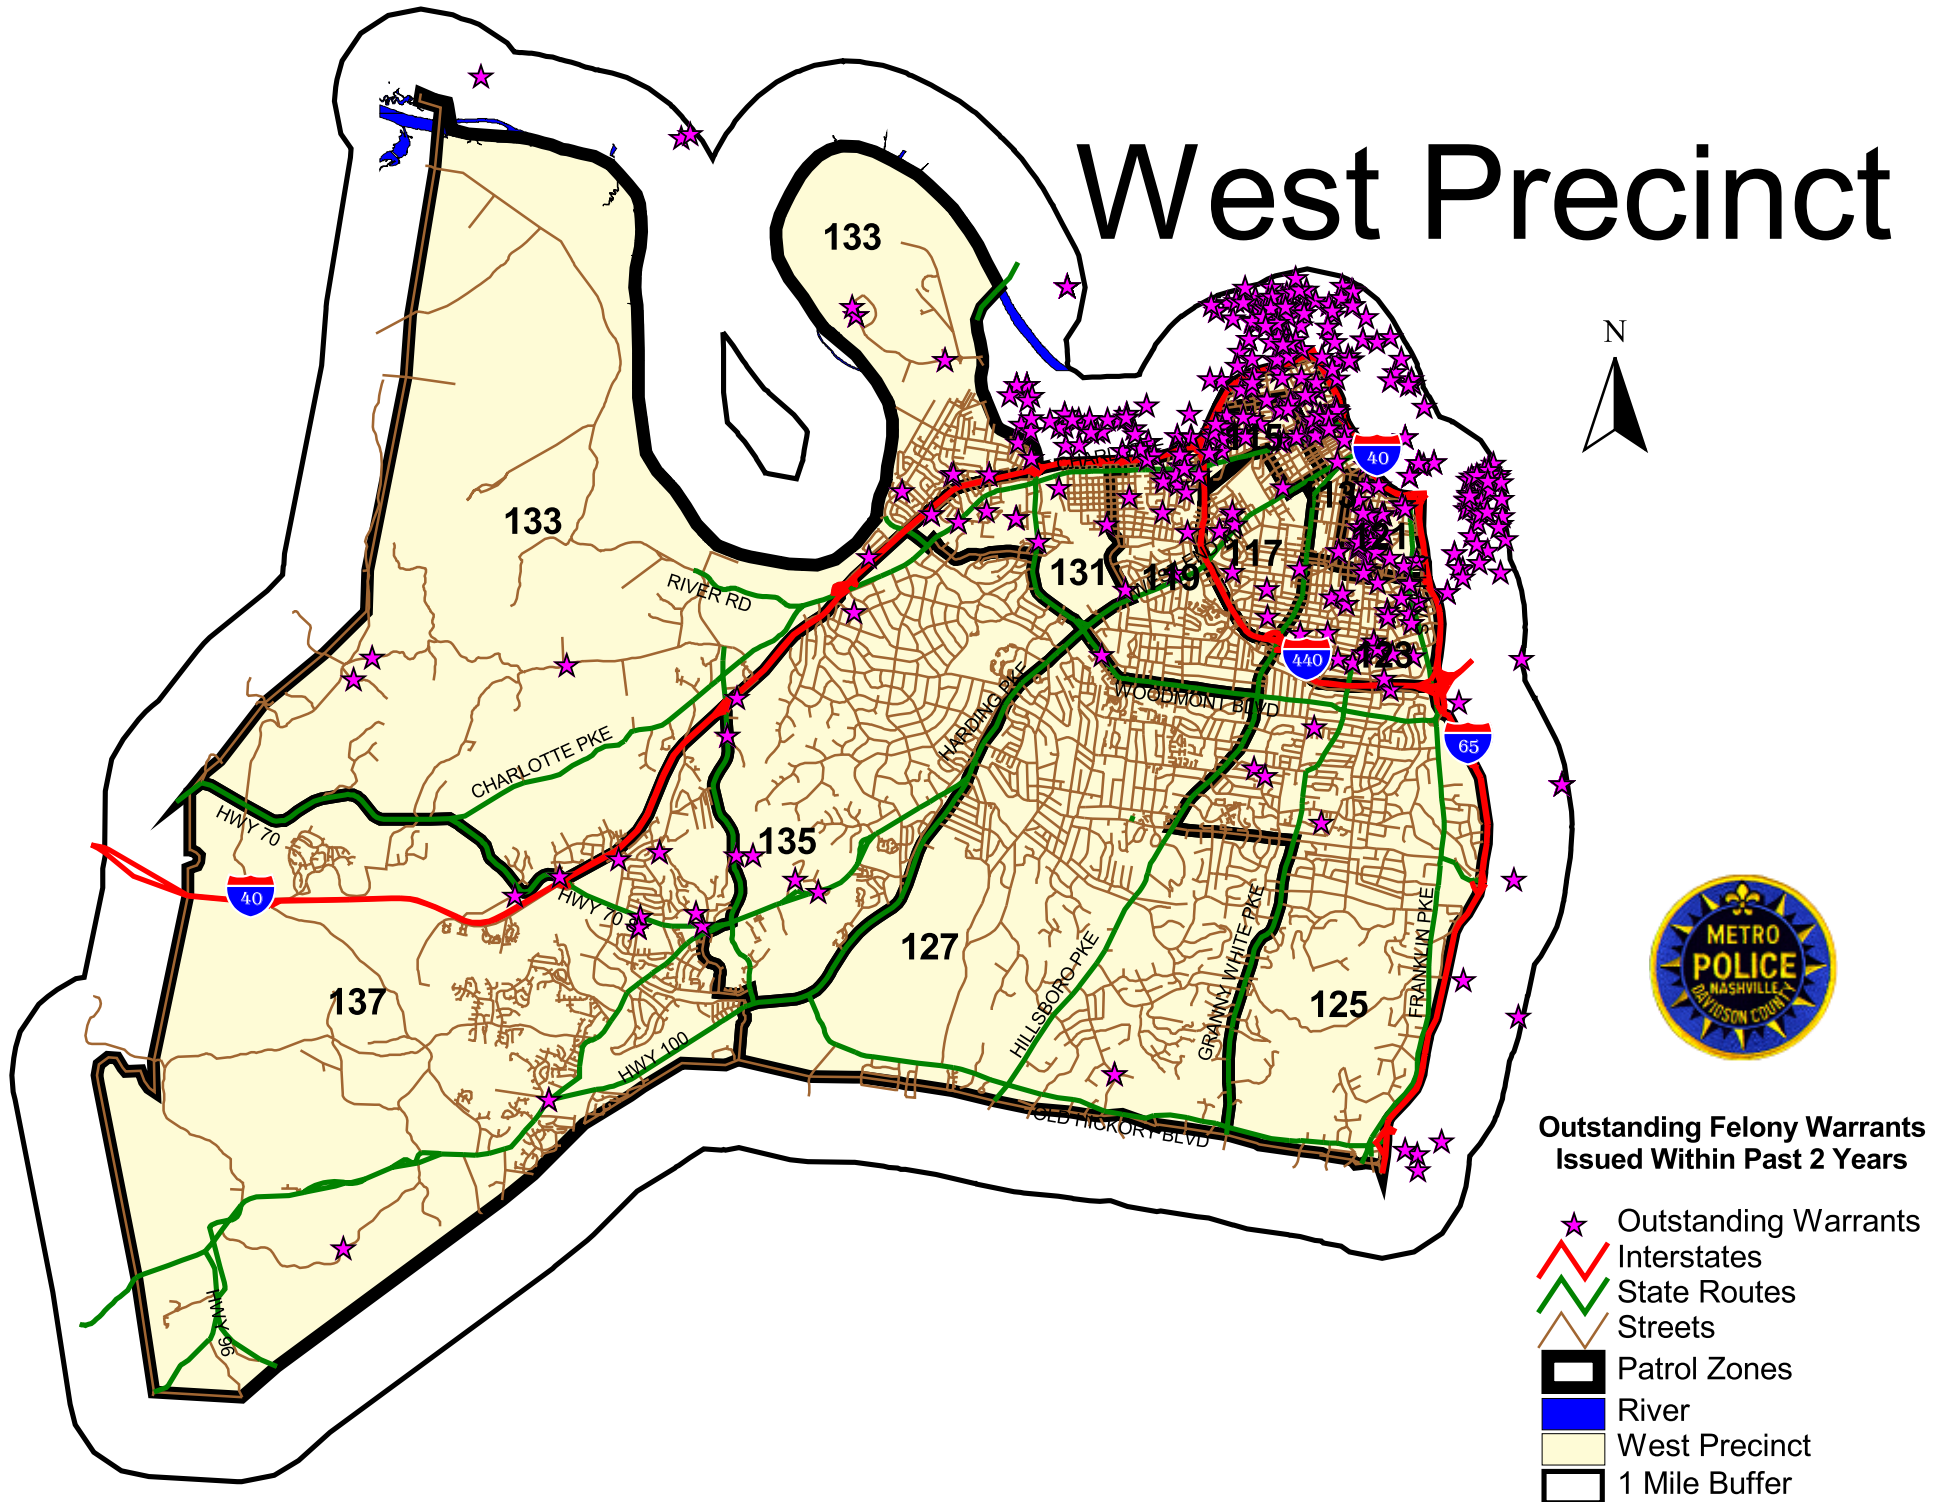 West Precinct
N
133
133
115
40
13
121
117
131
119
RIVER RD
440
123
WOODMONT BLVD
HARDING PKE
65
CHARLOTTE PKE
HWY 70
135
40
HWY 70 S
127
137
HILLSBORO PKE
GRANNY WHITE PKE
FRANKLIN PKE
125
HWY 100
OLD HICKORY BLVD
HWY 96
METRO
POLICE
NASHVILLE
DAVIDSON COUNTY
Outstanding Felony Warrants
Issued Within Past 2 Years
Outstanding Warrants
Interstates
State Routes
Streets
Patrol Zones
River
West Precinct
1 Mile Buffer